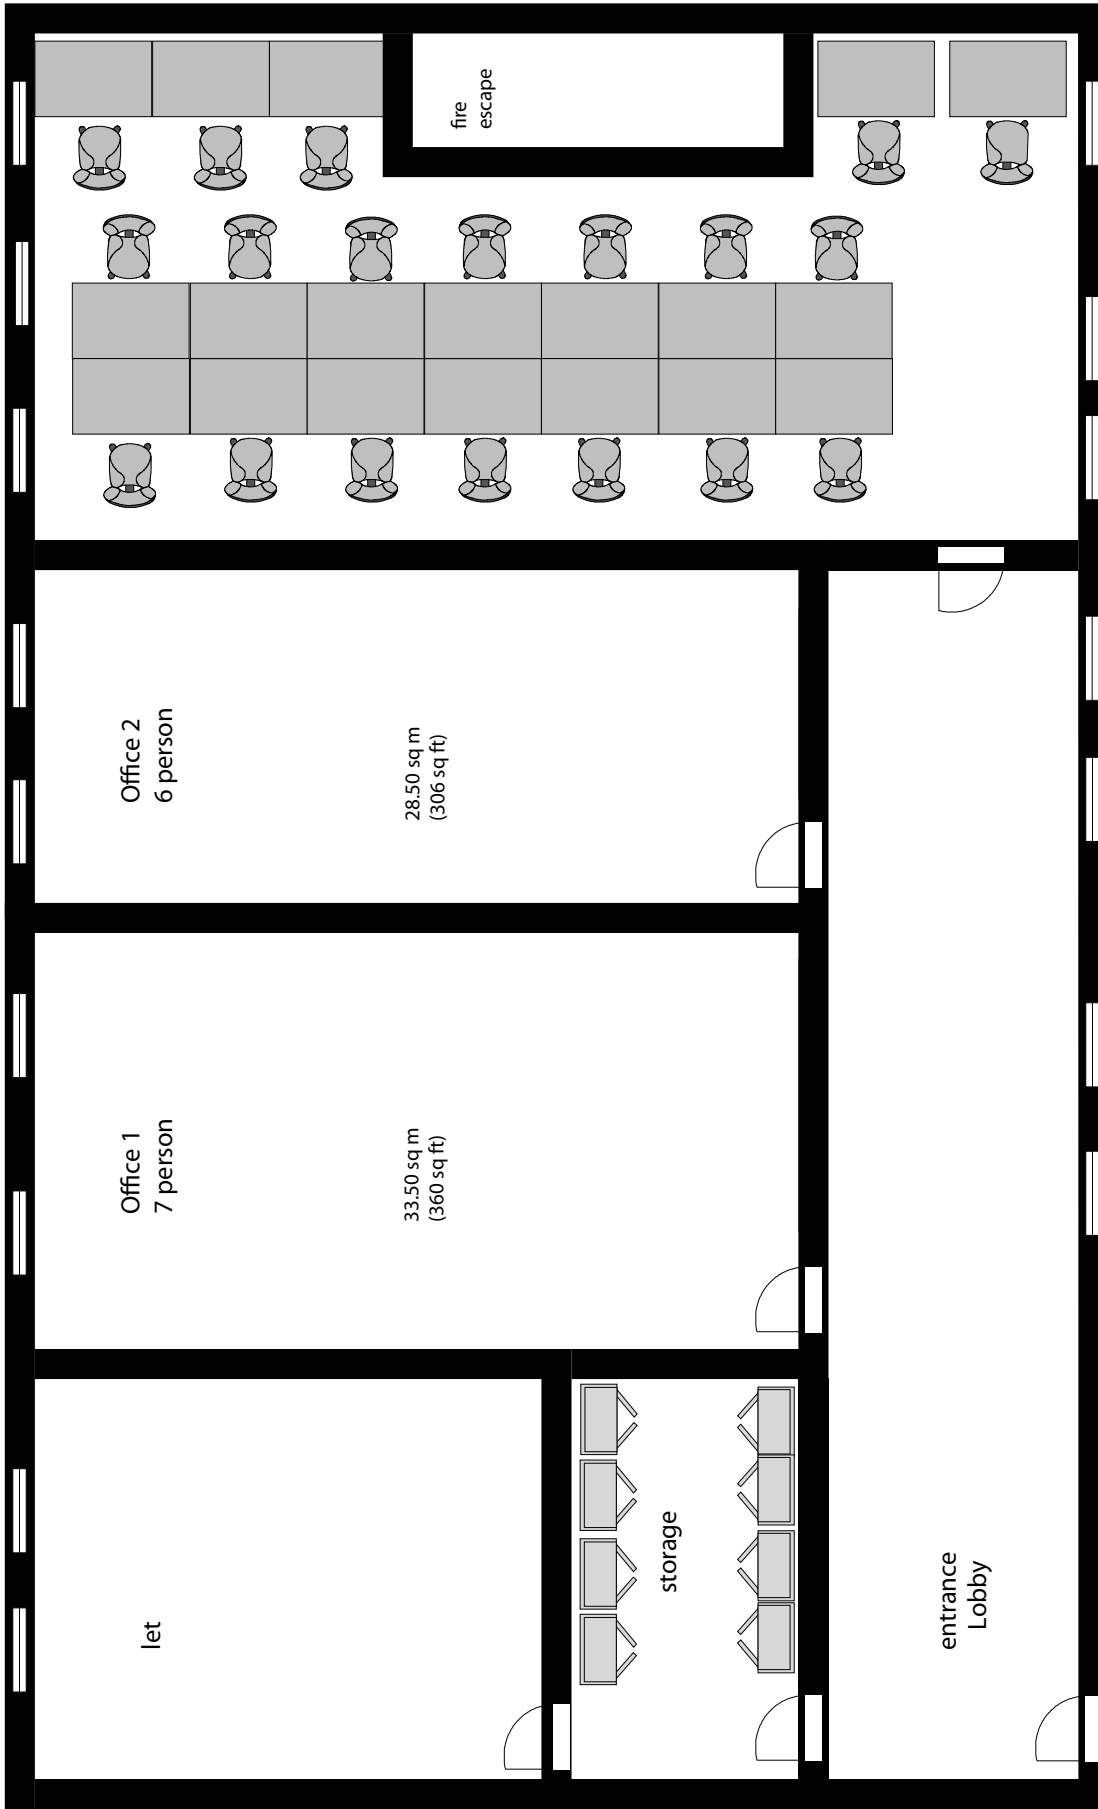 fire
escape
Office 2
6 person
28.50 sq m
(306 sq ft)
Office 1
7 person
33.50 sq m
(360 sq ft)
let
storage
entrance
Lobby